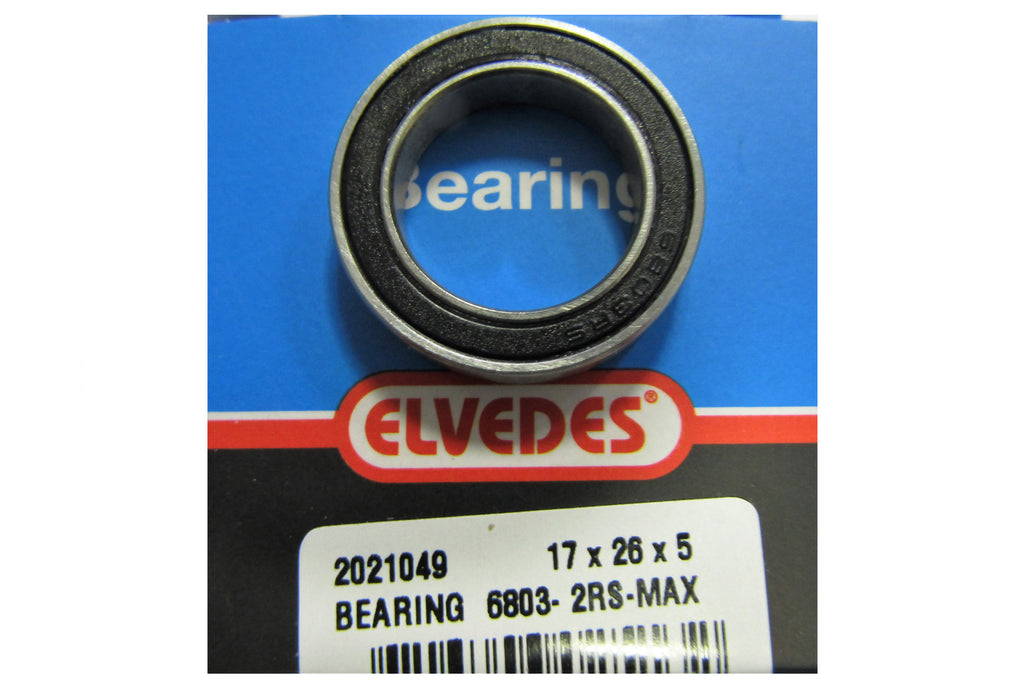 Bearing
ELVEDES®
2021049 17 x 26 x 5
BEARING 6803- 2RS-MAX